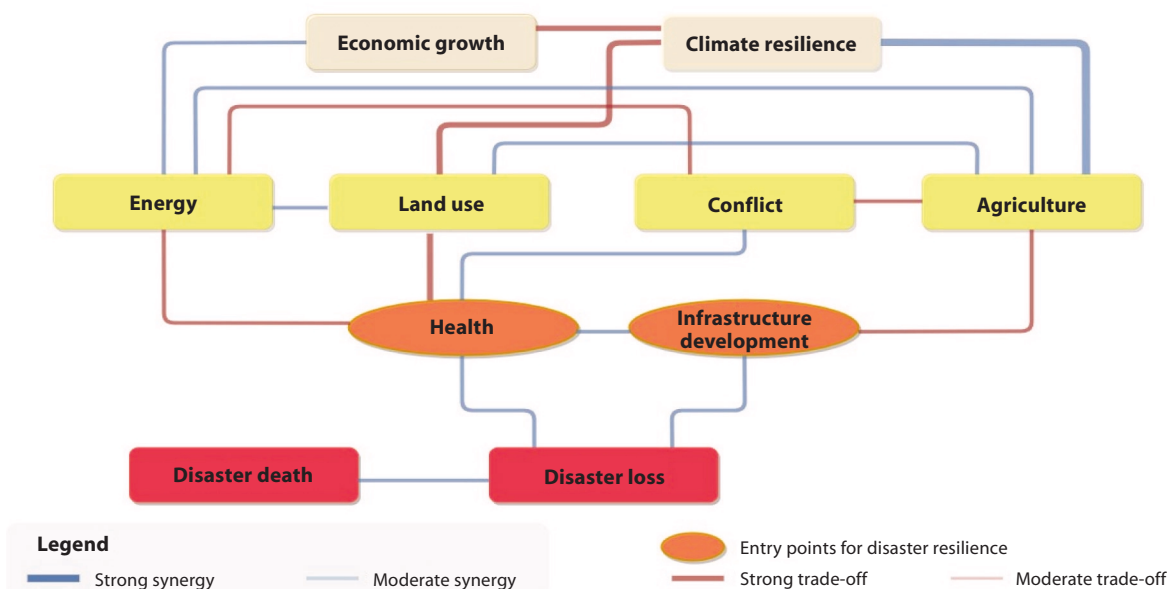 Economic growth
Climate resilience
Energy
Land use
Conflict
Agriculture
Health
Infrastructure
development
Disaster death
Disaster loss
Legend
Entry points for disaster resilience
Strong synergy
Moderate synergy
Strong trade-off
Moderate trade-off